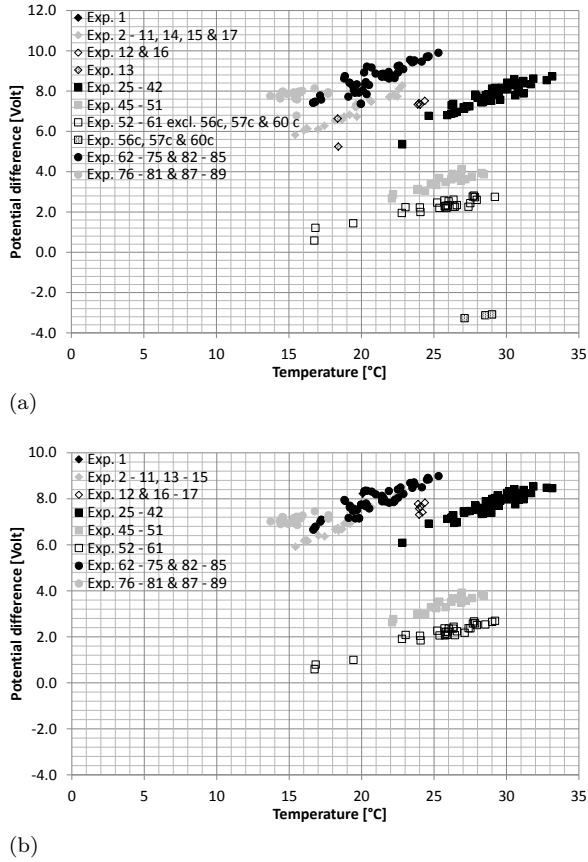 12.0
10.0
8.0
6.0
4.0
2.0
0.0
-2.0
-4.0
Potential difference [Volt]
Exp. 1
Exp. 2 - 11, 14, 15 & 17
Exp. 12 & 16
Exp. 13
Exp. 25 - 42
Exp. 45 - 51
Exp. 52 - 61 excl. 56c, 57c & 60 c
Exp. 56c, 57c & 60c
Exp. 62 - 75 & 82 - 85
Exp. 76 - 81 & 87 - 89
0 5 10 15 20 25 30 35
Temperature [°C]
(a)
10.0
8.0
6.0
4.0
2.0
0.0
-2.0
-4.0
Potential difference [Volt]
Exp. 1
Exp. 2 - 11, 13 - 15
Exp. 12 & 16 - 17
Exp. 25 - 42
Exp. 45 - 51
Exp. 52 - 61
Exp. 62 - 75 & 82 - 85
Exp. 76 - 81 & 87 - 89
0 5 10 15 20 25 30 35
Temperature [°C]
(b)